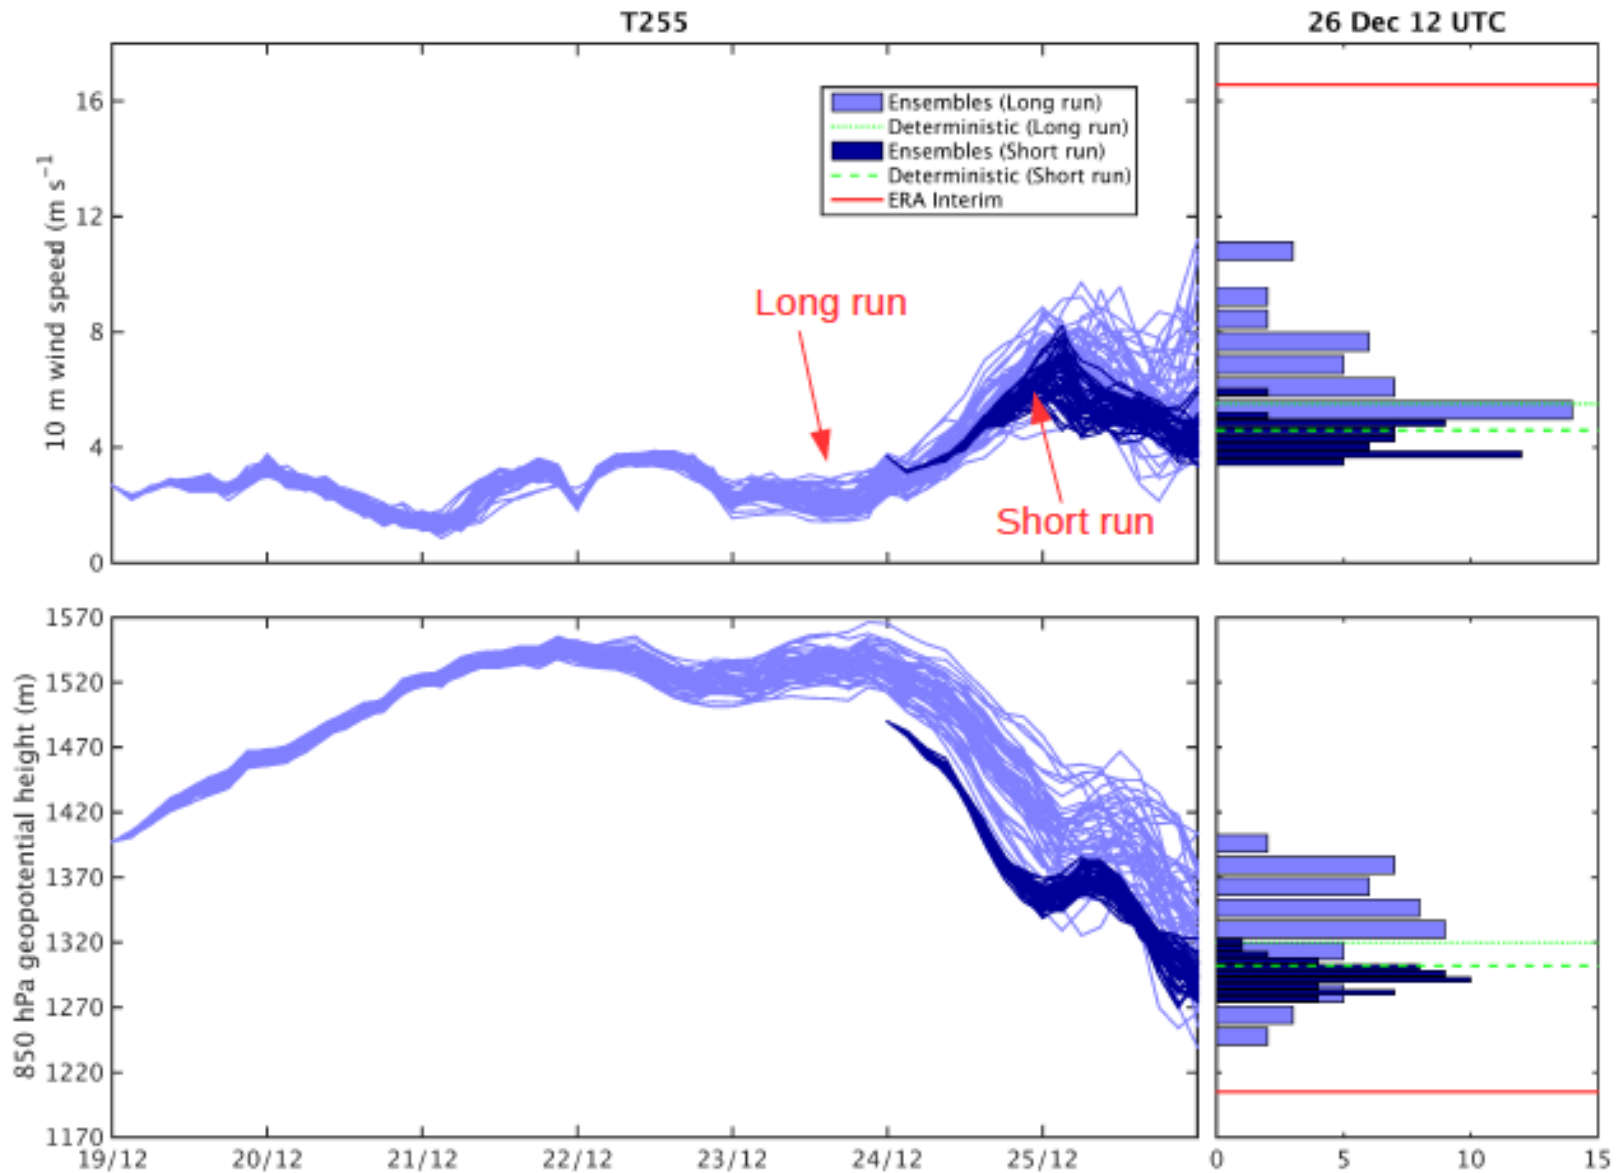 T255
26 Dec 12 UTC
16
12
8
4
0
10 m wind speed (m s⁻¹)
Ensembles (Long run)
Deterministic (Long run)
Ensembles (Short run)
Deterministic (Short run)
ERA Interim
Long run
Short run
1570
1520
1470
1420
1370
1320
1270
1220
1170
850 hPa geopotential height (m)
19/12 20/12 21/12 22/12 23/12 24/12 25/12
0 5 10 15